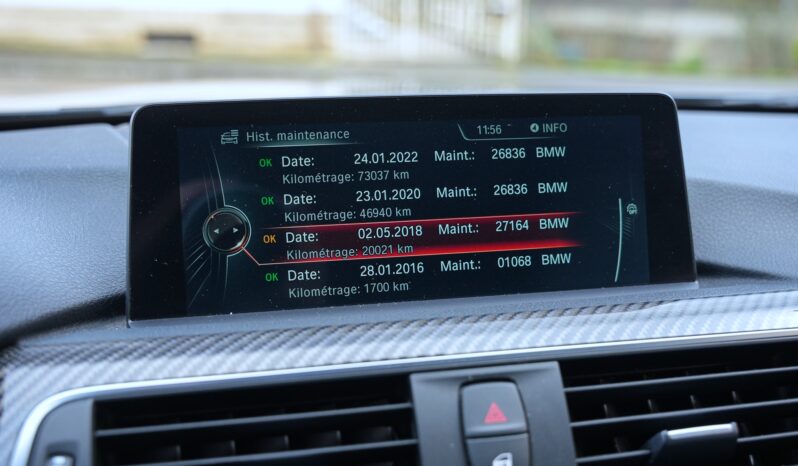 Hist. maintenance 11:56 4 INFO
OK Date: 24.01.2022 Maint.: 26836 BMW
Kilométrage: 73037 km
OK Date: 23.01.2020 Maint.: 26836 BMW
Kilométrage: 46940 km
OK Date: 02.05.2018 Maint.: 27164 BMW
Kilométrage: 20021 km
OK Date: 28.01.2016 Maint.: 01068 BMW
Kilométrage: 1700 km